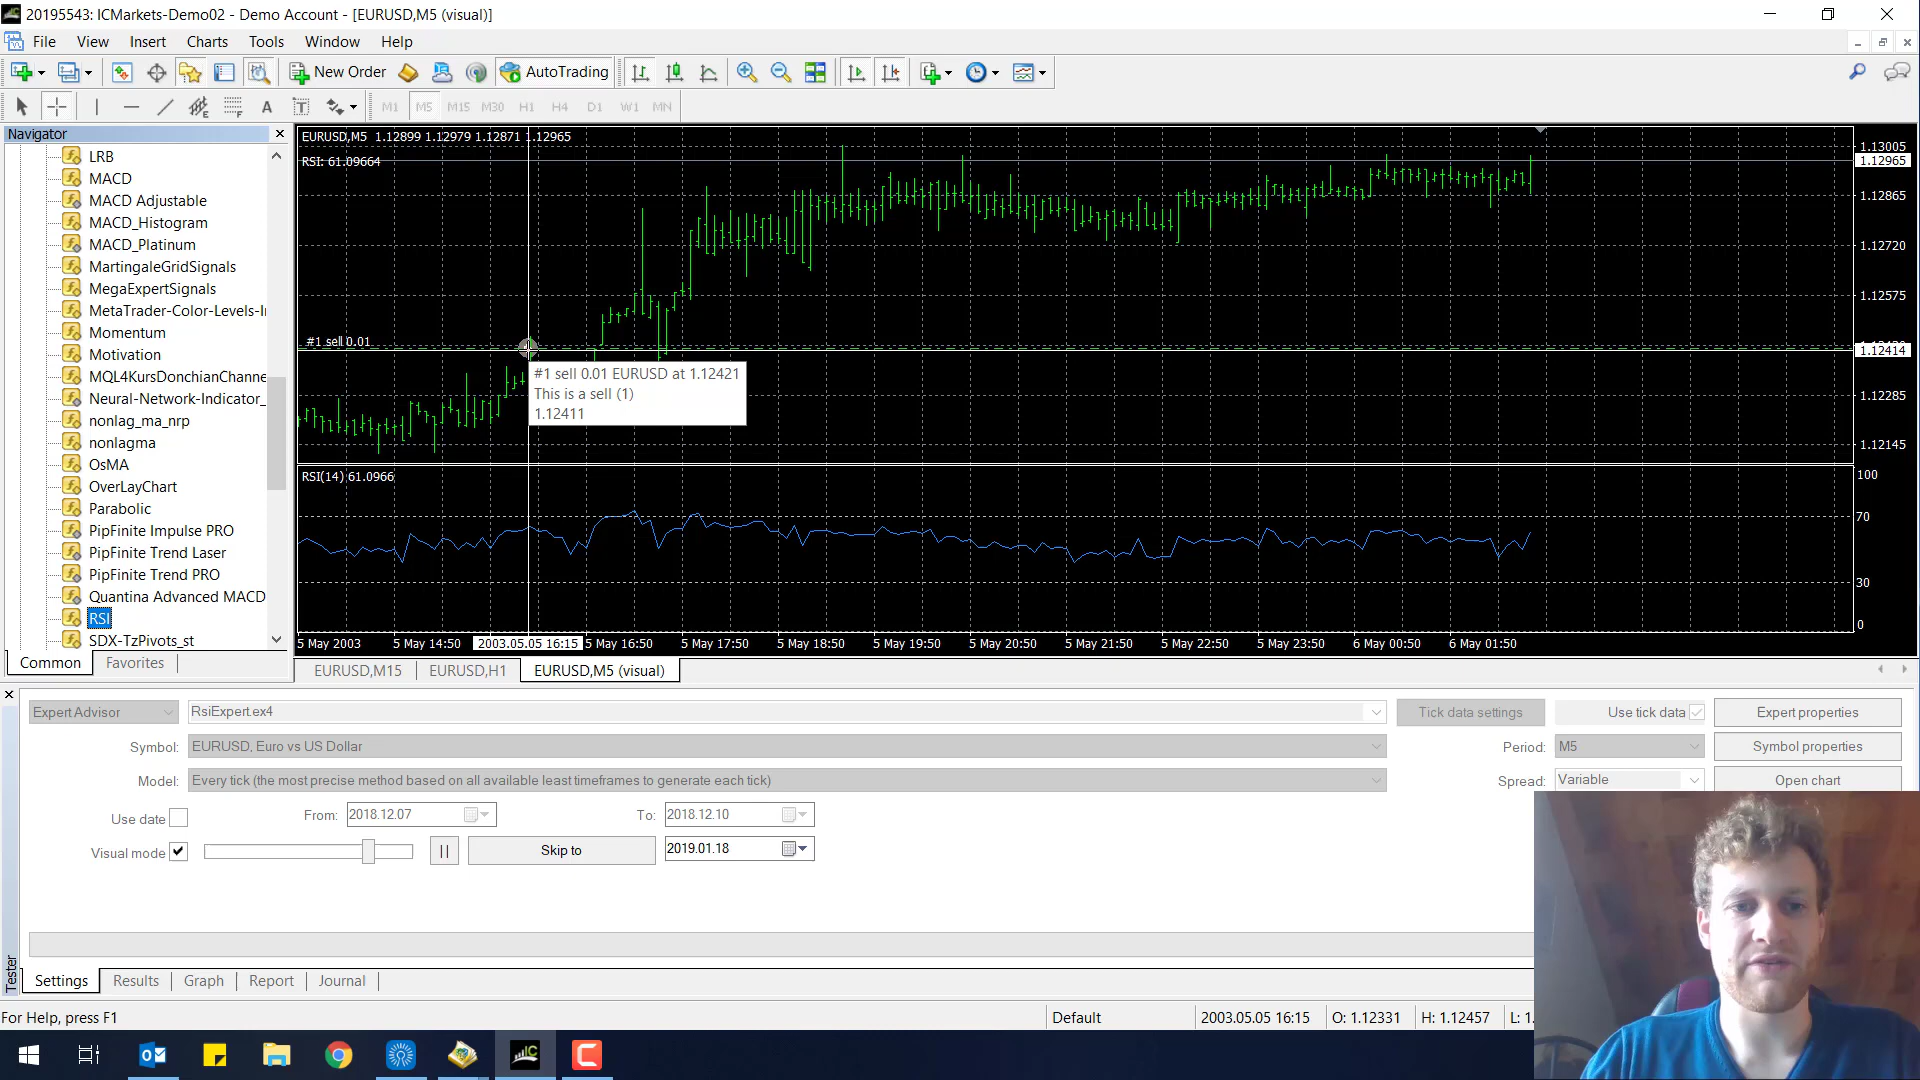 20195543: ICMarkets-Demo02 - Demo Account - [EURUSD,M5 (visual)]
File View Insert Charts Tools Window Help
New Order AutoTrading
A T M1 M5 M15 M30 H1 H4 D1 W1 MN
Navigator
LRB
MACD
MACD Adjustable
MACD_Histogram
MACD_Platinum
MartingaleGridSignals
MegaExpertSignals
MetaTrader-Color-Levels-I
Momentum
Motivation
MQL4KursDonchianChanne
Neural-Network-Indicator_
nonlag_ma_nrp
nonlagma
OsMA
OverLayChart
Parabolic
PipFinite Impulse PRO
PipFinite Trend Laser
PipFinite Trend PRO
Quantina Advanced MACD
RSI
SDX-TzPivots_st
Common Favorites
EURUSD,M5 1.12899 1.12979 1.12871 1.12965
RSI: 61.09664
#1 sell 0.01
#1 sell 0.01 EURUSD at 1.12421
This is a sell (1)
1.12411
1.13005
1.12965
1.12865
1.12720
1.12575
1.12414
1.12285
1.12145
RSI(14) 61.0966
100
70
30
0
5 May 2003 5 May 14:50 2003.05.05 16:15 5 May 16:50 5 May 17:50 5 May 18:50 5 May 19:50 5 May 20:50 5 May 21:50 5 May 22:50 5 May 23:50 6 May 00:50 6 May 01:50
EURUSD,M15 EURUSD,H1 EURUSD,M5 (visual)
Expert Advisor RsiExpert.ex4 Tick data settings Use tick data Expert properties
Symbol: EURUSD, Euro vs US Dollar Period: M5 Symbol properties
Model: Every tick (the most precise method based on all available least timeframes to generate each tick) Spread: Variable Open chart
Use date From: 2018.12.07 To: 2018.12.10
Visual mode Skip to 2019.01.18
Tester
Settings Results Graph Report Journal
For Help, press F1 Default 2003.05.05 16:15 O: 1.12331 H: 1.12457 L: 1.